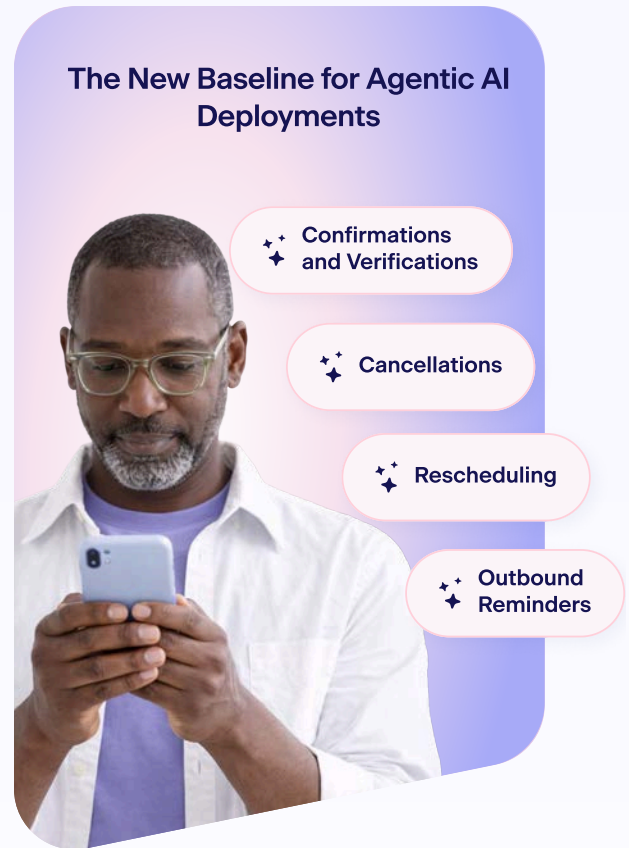 The New Baseline for Agentic AI
Deployments
Confirmations
and Verifications
Cancellations
Rescheduling
Outbound
Reminders